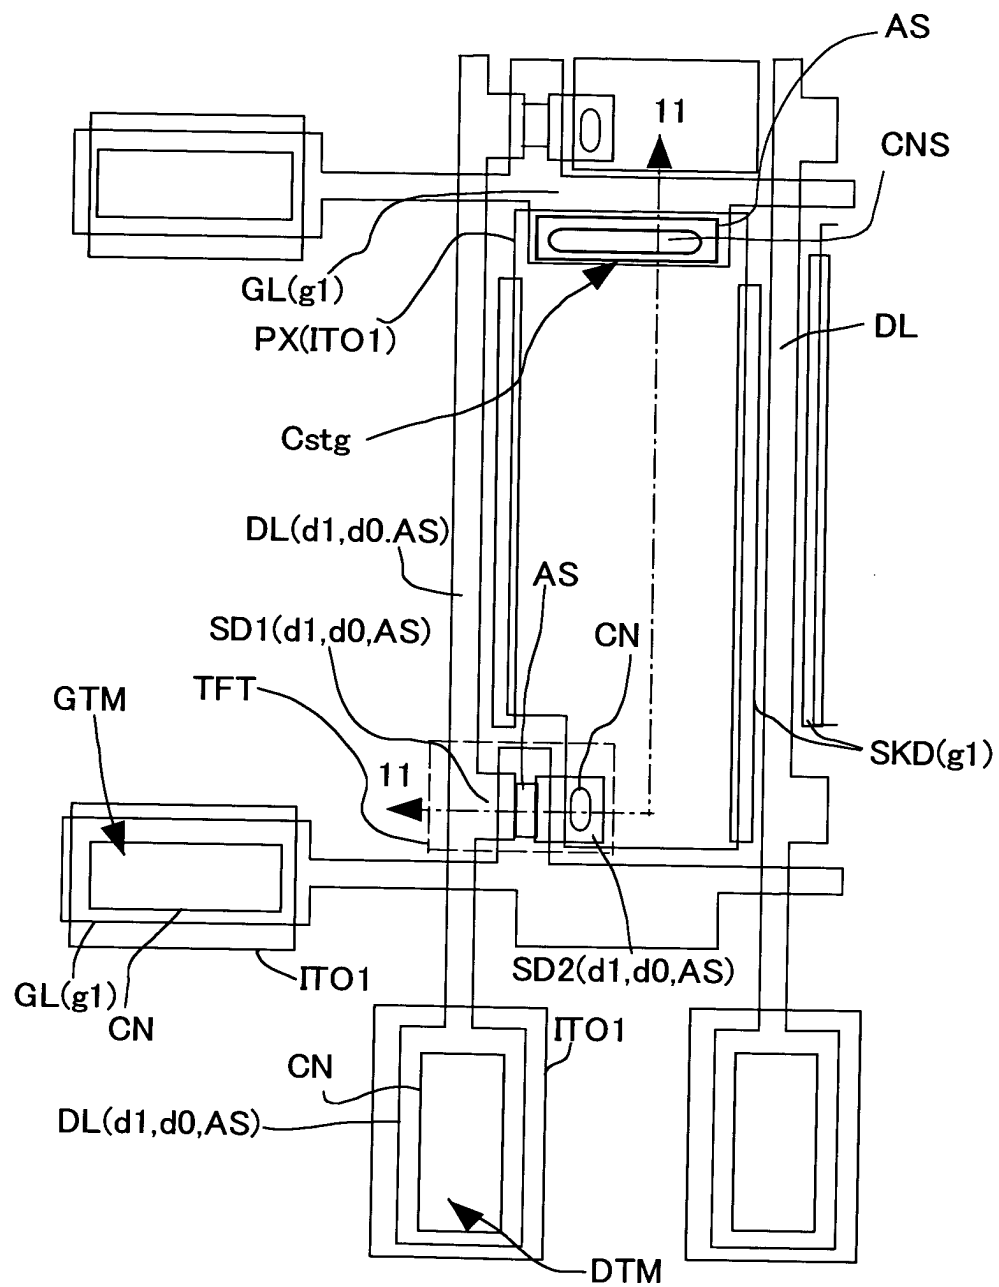 AS
11
CNS
GL(g1)
PX(ITO1)
DL
Cstg
DL(d1,d0.AS)
AS
SD1(d1,d0,AS)
CN
TFT
GTM
SKD(g1)
11
SD2(d1,d0,AS)
ITO1
GL(g1)
CN
ITO1
CN
DL(d1,d0,AS)
DTM